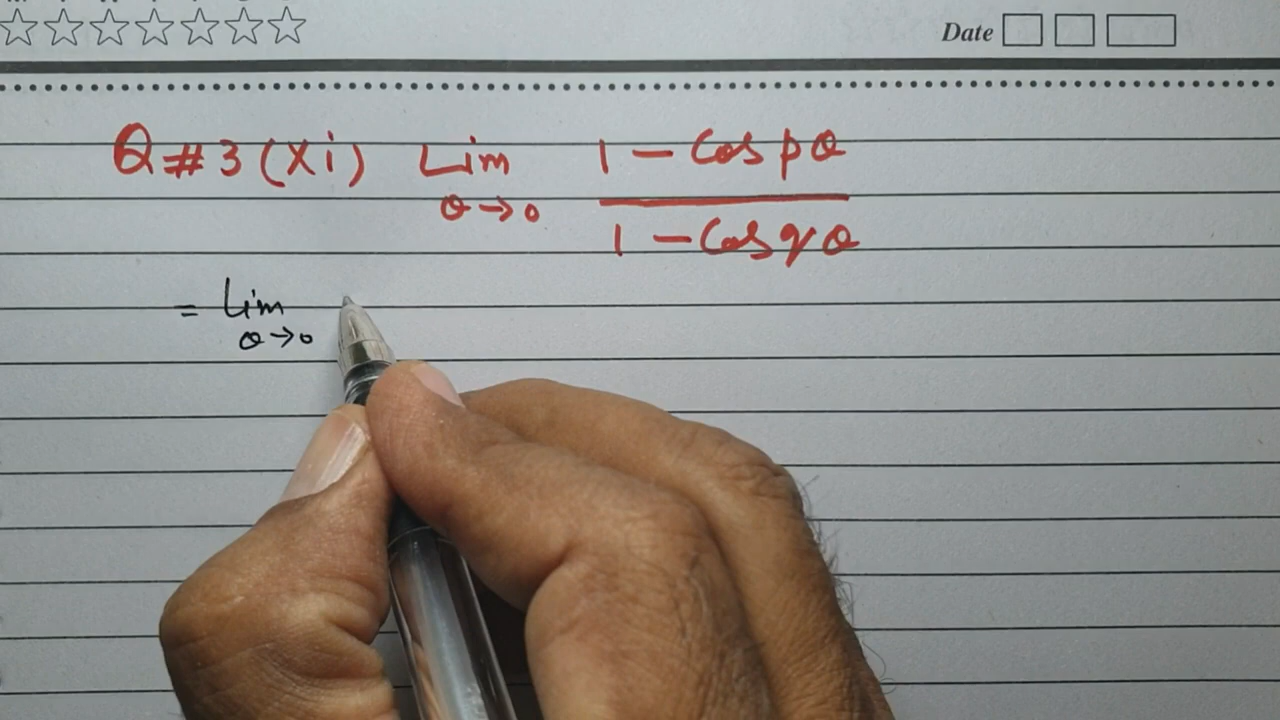 Date
Q#3(xi) Lim θ→0 1-Cos pθ / 1-Cos qθ
= Lim θ→0